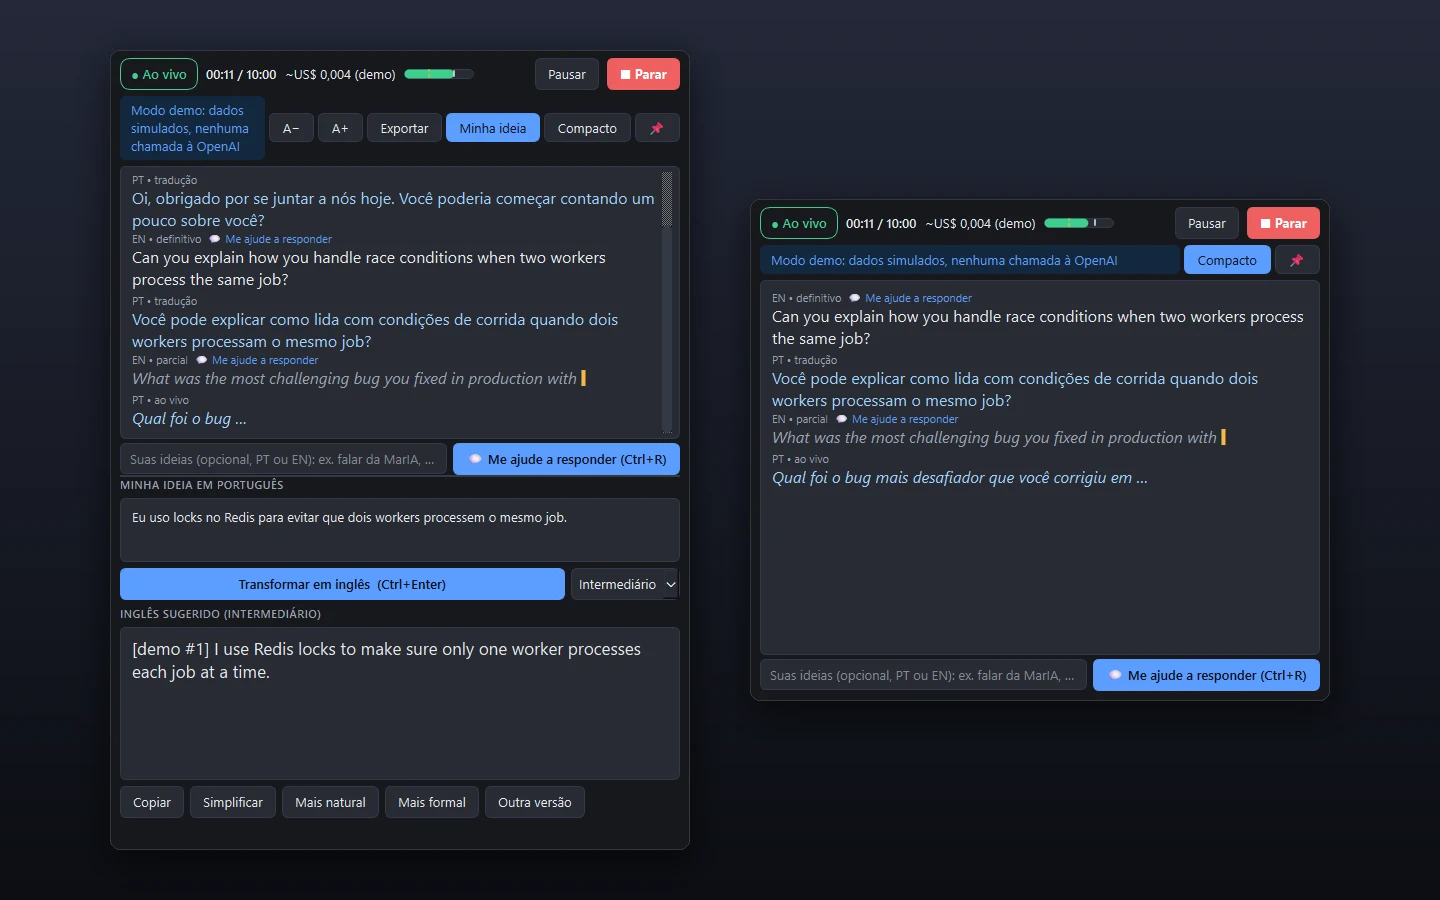 ● Ao vivo 00:11 / 10:00 ~US$ 0,004 (demo) Pausar Parar
Modo demo: dados
simulados, nenhuma
chamada à OpenAI
A− A+ Exportar Minha ideia Compacto
PT • tradução
Oi, obrigado por se juntar a nós hoje. Você poderia começar contando um
pouco sobre você?
EN • definitivo Me ajude a responder
Can you explain how you handle race conditions when two workers
process the same job?
PT • tradução
Você pode explicar como lida com condições de corrida quando dois
workers processam o mesmo job?
EN • parcial Me ajude a responder
What was the most challenging bug you fixed in production with
PT • ao vivo
Qual foi o bug ...
Suas ideias (opcional, PT ou EN): ex. falar da MarIA, ... Me ajude a responder (Ctrl+R)
MINHA IDEIA EM PORTUGUÊS
Eu uso locks no Redis para evitar que dois workers processem o mesmo job.
Transformar em inglês (Ctrl+Enter) Intermediário
INGLÊS SUGERIDO (INTERMEDIÁRIO)
[demo #1] I use Redis locks to make sure only one worker processes
each job at a time.
Copiar Simplificar Mais natural Mais formal Outra versão
● Ao vivo 00:11 / 10:00 ~US$ 0,004 (demo) Pausar Parar
Modo demo: dados simulados, nenhuma chamada à OpenAI Compacto
EN • definitivo Me ajude a responder
Can you explain how you handle race conditions when two workers process
the same job?
PT • tradução
Você pode explicar como lida com condições de corrida quando dois
workers processam o mesmo job?
EN • parcial Me ajude a responder
What was the most challenging bug you fixed in production with
PT • ao vivo
Qual foi o bug mais desafiador que você corrigiu em ...
Suas ideias (opcional, PT ou EN): ex. falar da MarIA, ... Me ajude a responder (Ctrl+R)